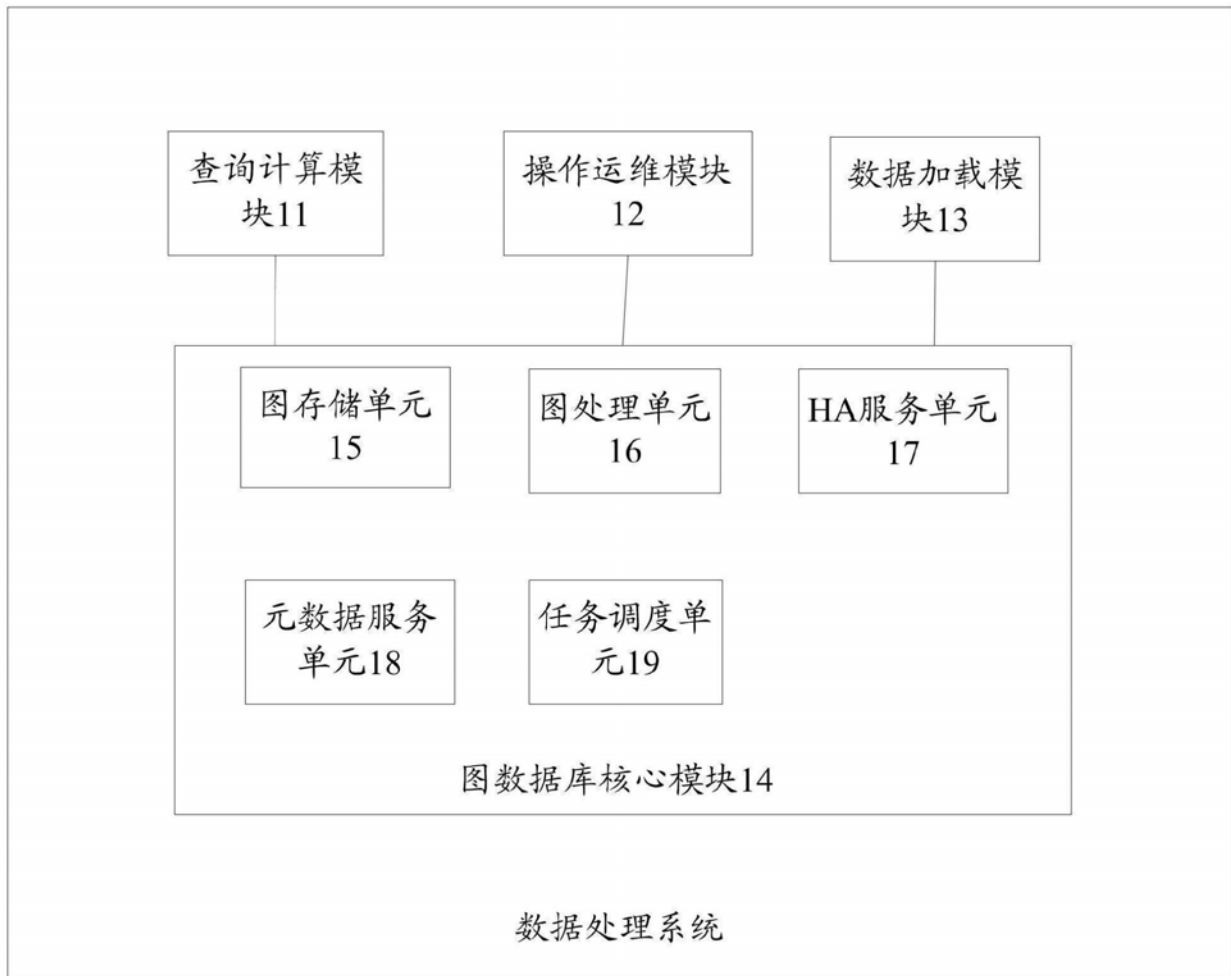 查询计算模
块11
操作运维模块
12
数据加载模
块13
图存储单元
15
图处理单元
16
HA服务单元
17
元数据服务
单元18
任务调度单
元19
图数据库核心模块14
数据处理系统